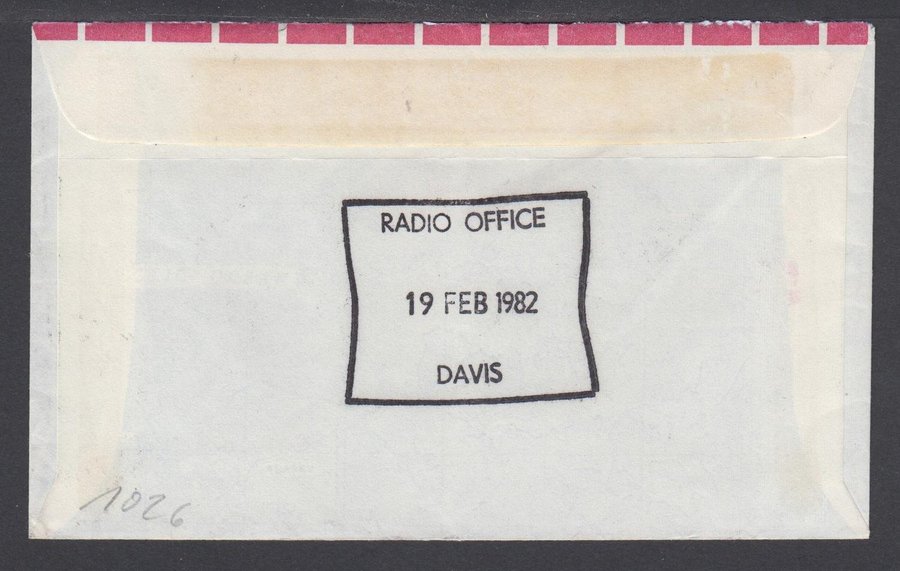 RADIO OFFICE
19 FEB 1982
DAVIS
1026